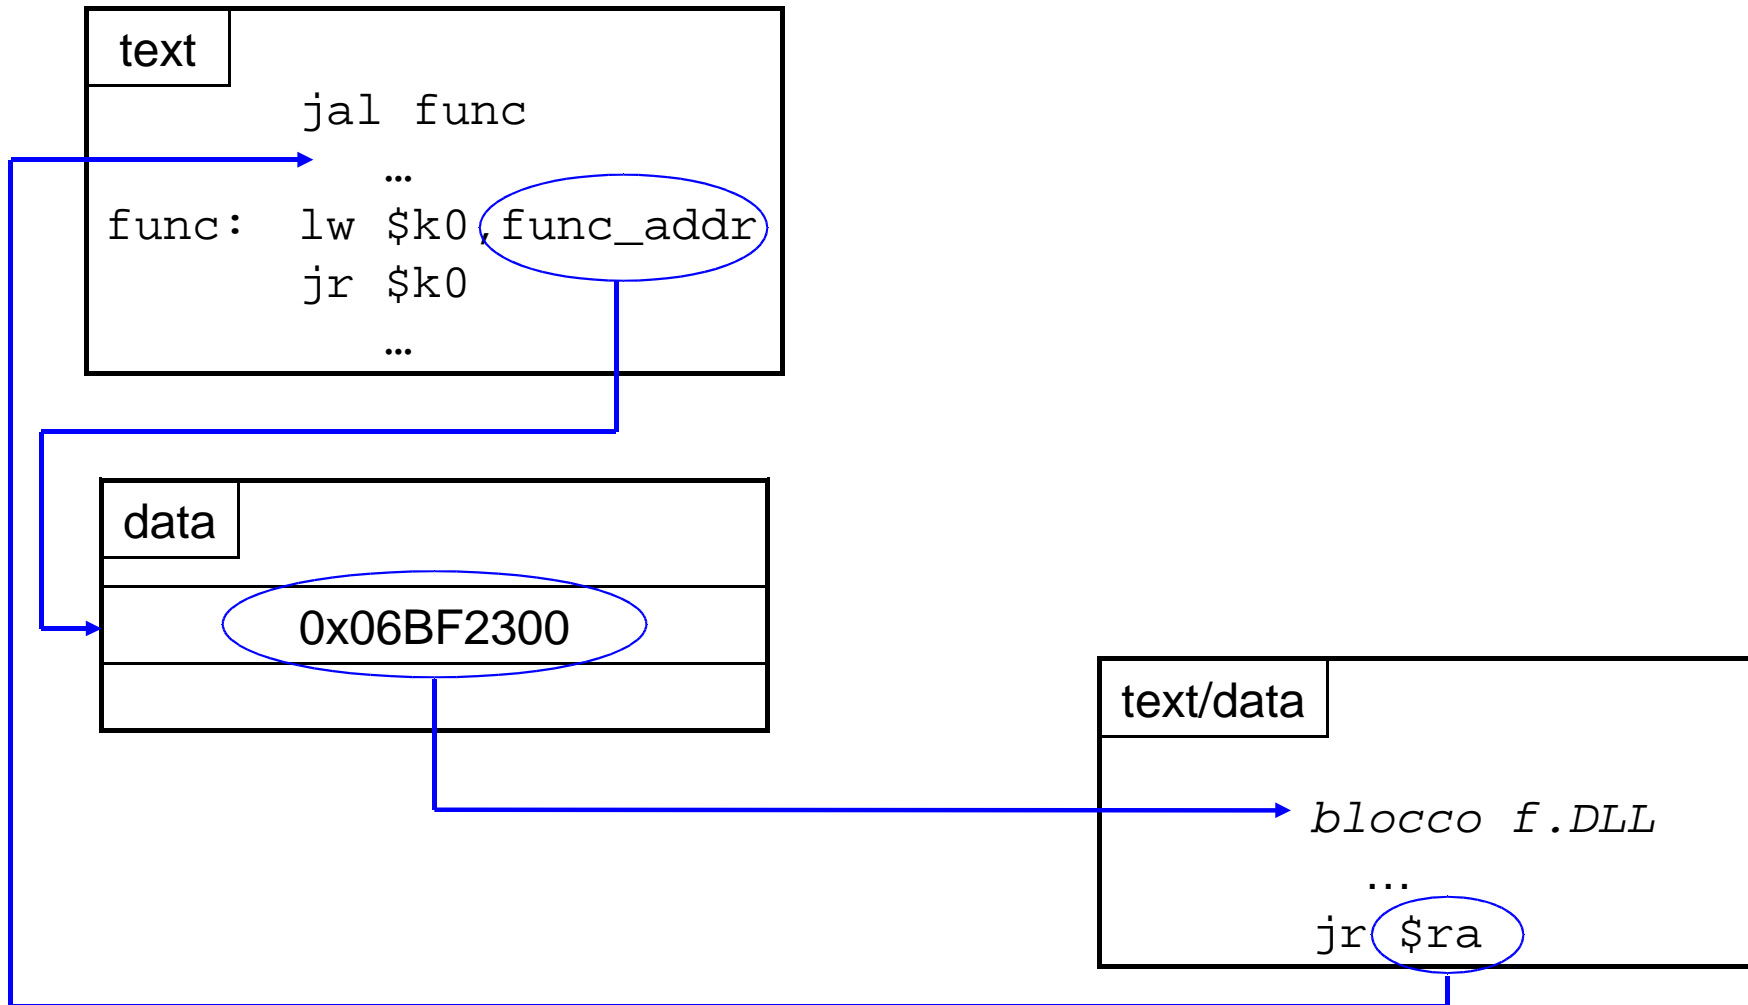 text
jal func
…
func: lw $k0,func_addr
jr $k0
…
data
0x06BF2300
text/data
blocco f.DLL
...
jr $ra